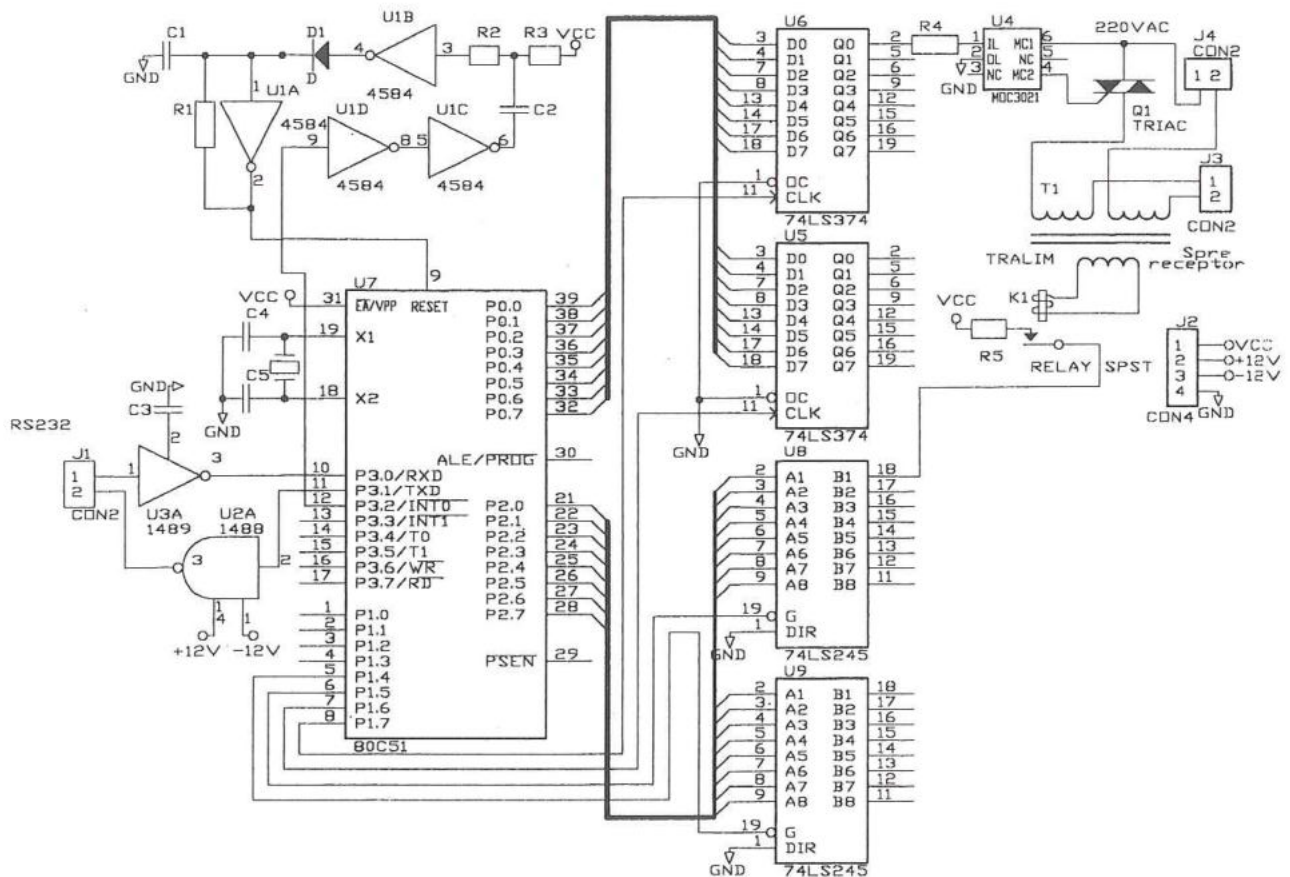 C1
GND
R1
D1
D
4
U1B
3
R2
R3
VCC
C2
1
U1A
4584
2
U1D
9
8
4584
U1C
5
6
4584
U7
9
VCC
31
EA/VPP RESET
19
X1
18
X2
C4
C5
GND
GND
C3
2
RS232
J1
1
2
CON2
1
3
U3A
1489
U2A
1488
3
2
1
4
1
+12V
-12V
10 P3.0/RXD
11 P3.1/TXD
12 P3.2/INT0
13 P3.3/INT1
14 P3.4/T0
15 P3.5/T1
16 P3.6/WR
17 P3.7/RD
1 P1.0
2 P1.1
3 P1.2
4 P1.3
5 P1.4
6 P1.5
7 P1.6
8 P1.7
P0.0 39
P0.1 38
P0.2 37
P0.3 36
P0.4 35
P0.5 34
P0.6 33
P0.7 32
ALE/PROG 30
P2.0 21
P2.1 22
P2.2 23
P2.3 24
P2.4 25
P2.5 26
P2.6 27
P2.7 28
PSEN 29
80C51
U6
3 D0 Q0 2
4 D1 Q1 5
7 D2 Q2 6
8 D3 Q3 9
13 D4 Q4 12
14 D5 Q5 15
17 D6 Q6 16
18 D7 Q7 19
1 OC
11 CLK
74LS374
U5
3 D0 Q0 2
4 D1 Q1 5
7 D2 Q2 6
8 D3 Q3 9
13 D4 Q4 12
14 D5 Q5 15
17 D6 Q6 16
18 D7 Q7 19
1 OC
11 CLK
74LS374
GND
U8
2 A1 B1 18
3 A2 B2 17
4 A3 B3 16
5 A4 B4 15
6 A5 B5 14
7 A6 B6 13
8 A7 B7 12
9 A8 B8 11
19 G
1 DIR
GND
74LS245
U9
2 A1 B1 18
3 A2 B2 17
4 A3 B3 16
5 A4 B4 15
6 A5 B5 14
7 A6 B6 13
8 A7 B7 12
9 A8 B8 11
19 G
1 DIR
GND
74LS245
R4
U4
1 IL MC1 6
2 OL NC 5
3 NC MC2 4
GND
MOC3021
220VAC
Q1
TRIAC
J4
CON2
1 2
J3
1
2
CON2
T1
TRALIM
Spre
receptor
K1
VCC
R5
RELAY SPST
J2
1 VCC
2 +12V
3 -12V
4
GND
CON4